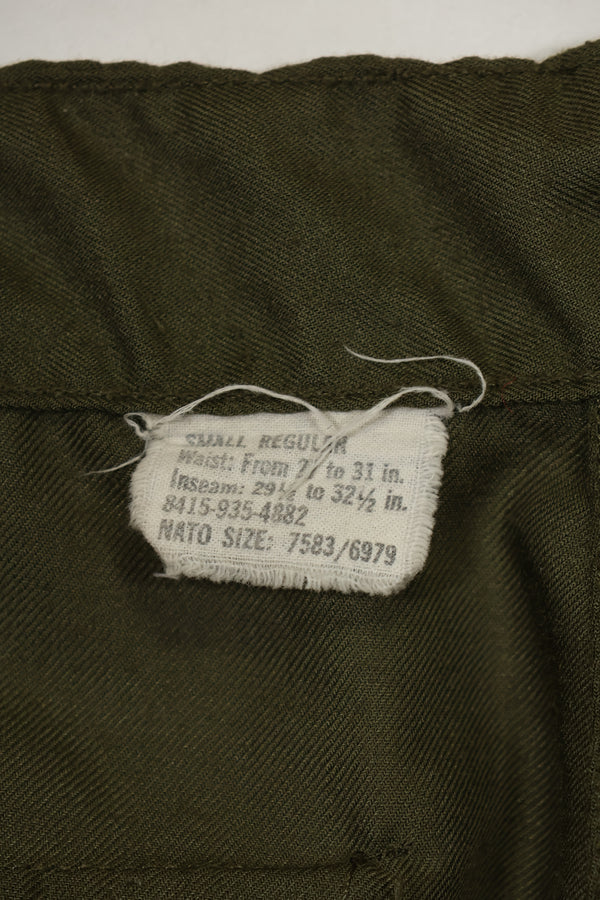 SMALL REGULAR
Waist: From 27 to 31 in.
Inseam: 29½ to 32½ in.
8415-935-4882
NATO SIZE: 7583/6979